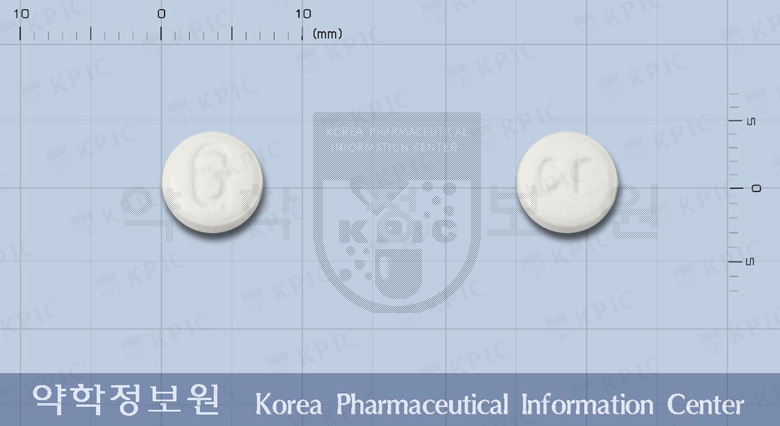 10 0 10
(mm)
KOREA PHARMACEUTICAL
INFORMATION CENTER
5
0
약학정보원
KPIC
5
약학정보원 Korea Pharmaceutical Information Center